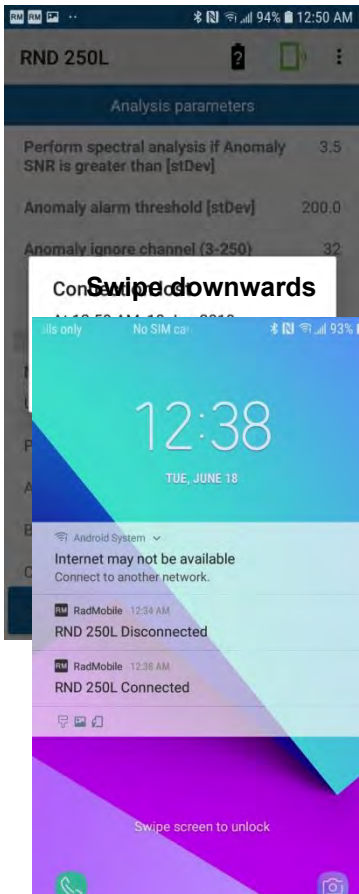 RM RM 94% 12:50 AM
RND 250L
Analysis parameters
Perform spectral analysis if Anomaly 3.5
SNR is greater than [stDev]
Anomaly alarm threshold [stDev] 200.0
Anomaly ignore channel (3-250) 32
Connection lost
Swipe downwards
only No SIM 93%
12:38
TUE, JUNE 18
Android System
Internet may not be available
Connect to another network.
RM RadMobile 12:34 AM
RND 250L Disconnected
RM RadMobile 12:38 AM
RND 250L Connected
Swipe screen to unlock